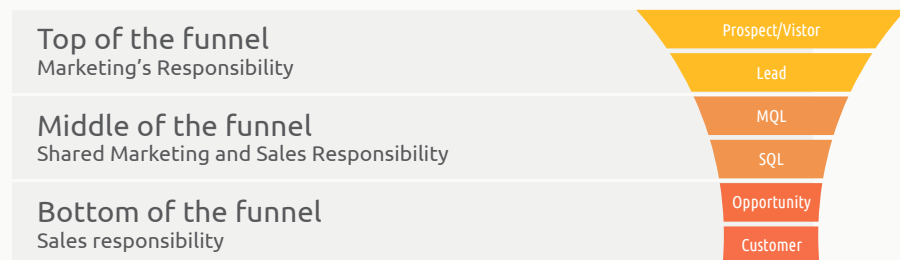 Top of the funnel
Marketing's Responsibility
Prospect/Vistor
Lead
Middle of the funnel
Shared Marketing and Sales Responsibility
MQL
SQL
Bottom of the funnel
Sales responsibility
Opportunity
Customer